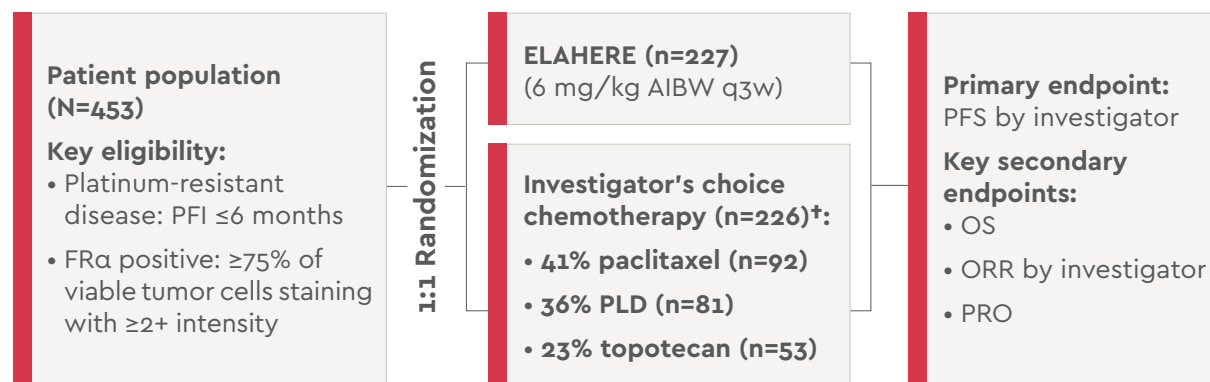 Patient population
(N=453)
Key eligibility:
• Platinum-resistant
disease: PFI ≤6 months
• FRα positive: ≥75% of
viable tumor cells staining
with ≥2+ intensity
1:1 Randomization
ELAHERE (n=227)
(6 mg/kg AIBW q3w)
Investigator's choice
chemotherapy (n=226)†:
• 41% paclitaxel (n=92)
• 36% PLD (n=81)
• 23% topotecan (n=53)
Primary endpoint:
PFS by investigator
Key secondary
endpoints:
• OS
• ORR by investigator
• PRO